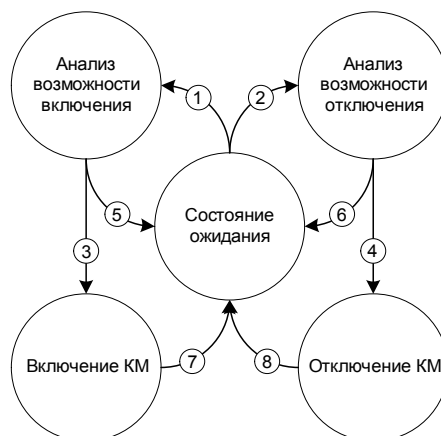 Анализ
возможности
включения
Анализ
возможности
отключения
1
2
Состояние
ожидания
5
6
3
4
Включение КМ
7
8
Отключение КМ